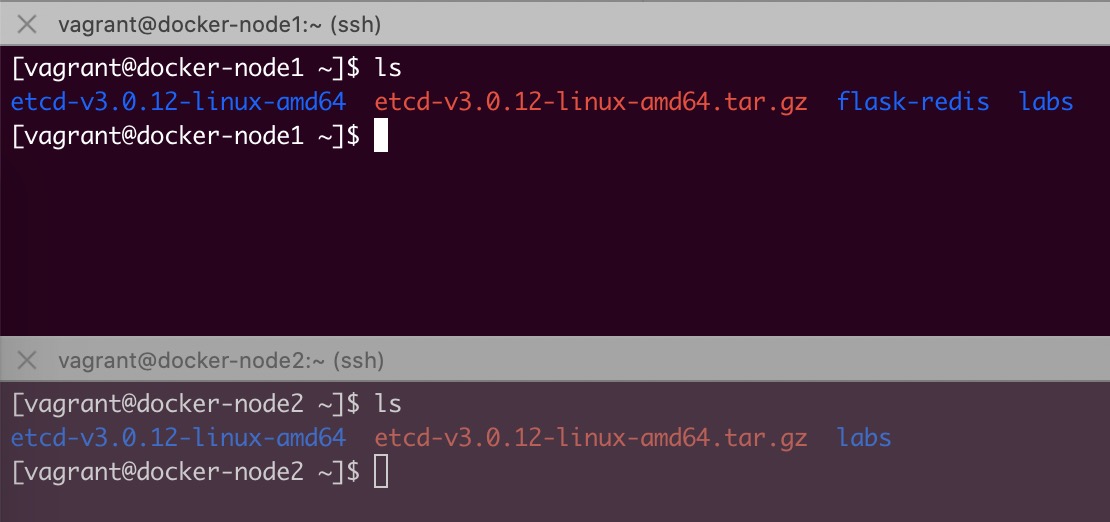 vagrant@docker-node1:~ (ssh)
[vagrant@docker-node1 ~]$ ls
etcd-v3.0.12-linux-amd64  etcd-v3.0.12-linux-amd64.tar.gz  flask-redis  labs
[vagrant@docker-node1 ~]$
vagrant@docker-node2:~ (ssh)
[vagrant@docker-node2 ~]$ ls
etcd-v3.0.12-linux-amd64  etcd-v3.0.12-linux-amd64.tar.gz  labs
[vagrant@docker-node2 ~]$